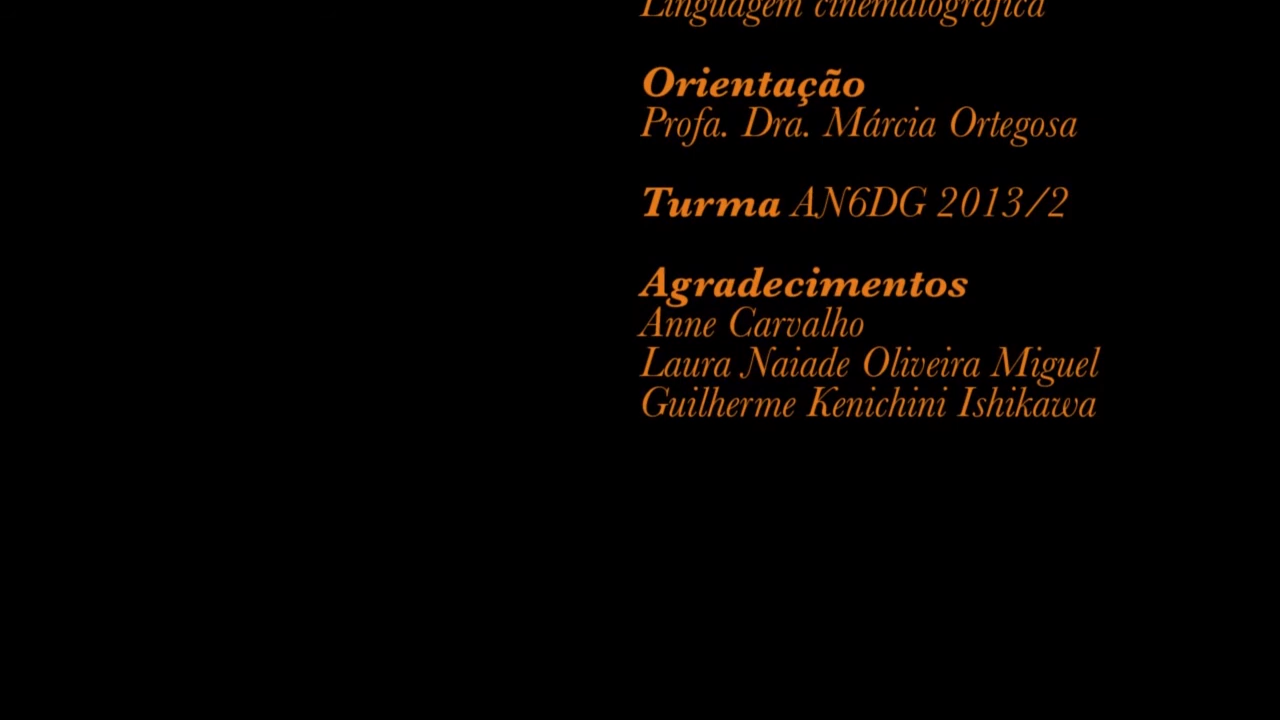 Linguagem cinematográfica
Orientação
Profa. Dra. Márcia Ortegosa
Turma AN6DG 2013/2
Agradecimentos
Anne Carvalho
Laura Naiade Oliveira Miguel
Guilherme Kenichini Ishikawa